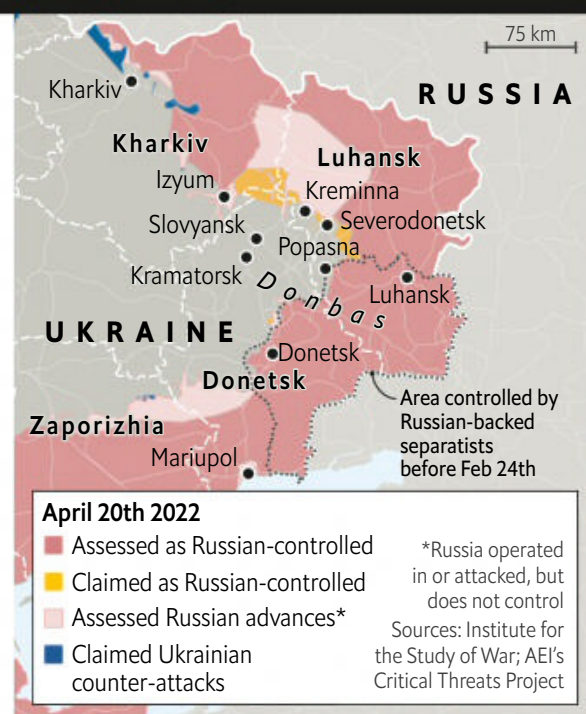 75 km
RUSSIA
Kharkiv
Kharkiv
Luhansk
Izyum
Kreminna
Slovyansk
Severodonetsk
Popasna
Kramatorsk
Donbas
Luhansk
UKRAINE
Donetsk
Donetsk
Area controlled by
Russian-backed
separatists
before Feb 24th
Zaporizhia
Mariupol
April 20th 2022
Assessed as Russian-controlled
Claimed as Russian-controlled
Assessed Russian advances*
Claimed Ukrainian
counter-attacks
*Russia operated
in or attacked, but
does not control
Sources: Institute for
the Study of War; AEI’s
Critical Threats Project